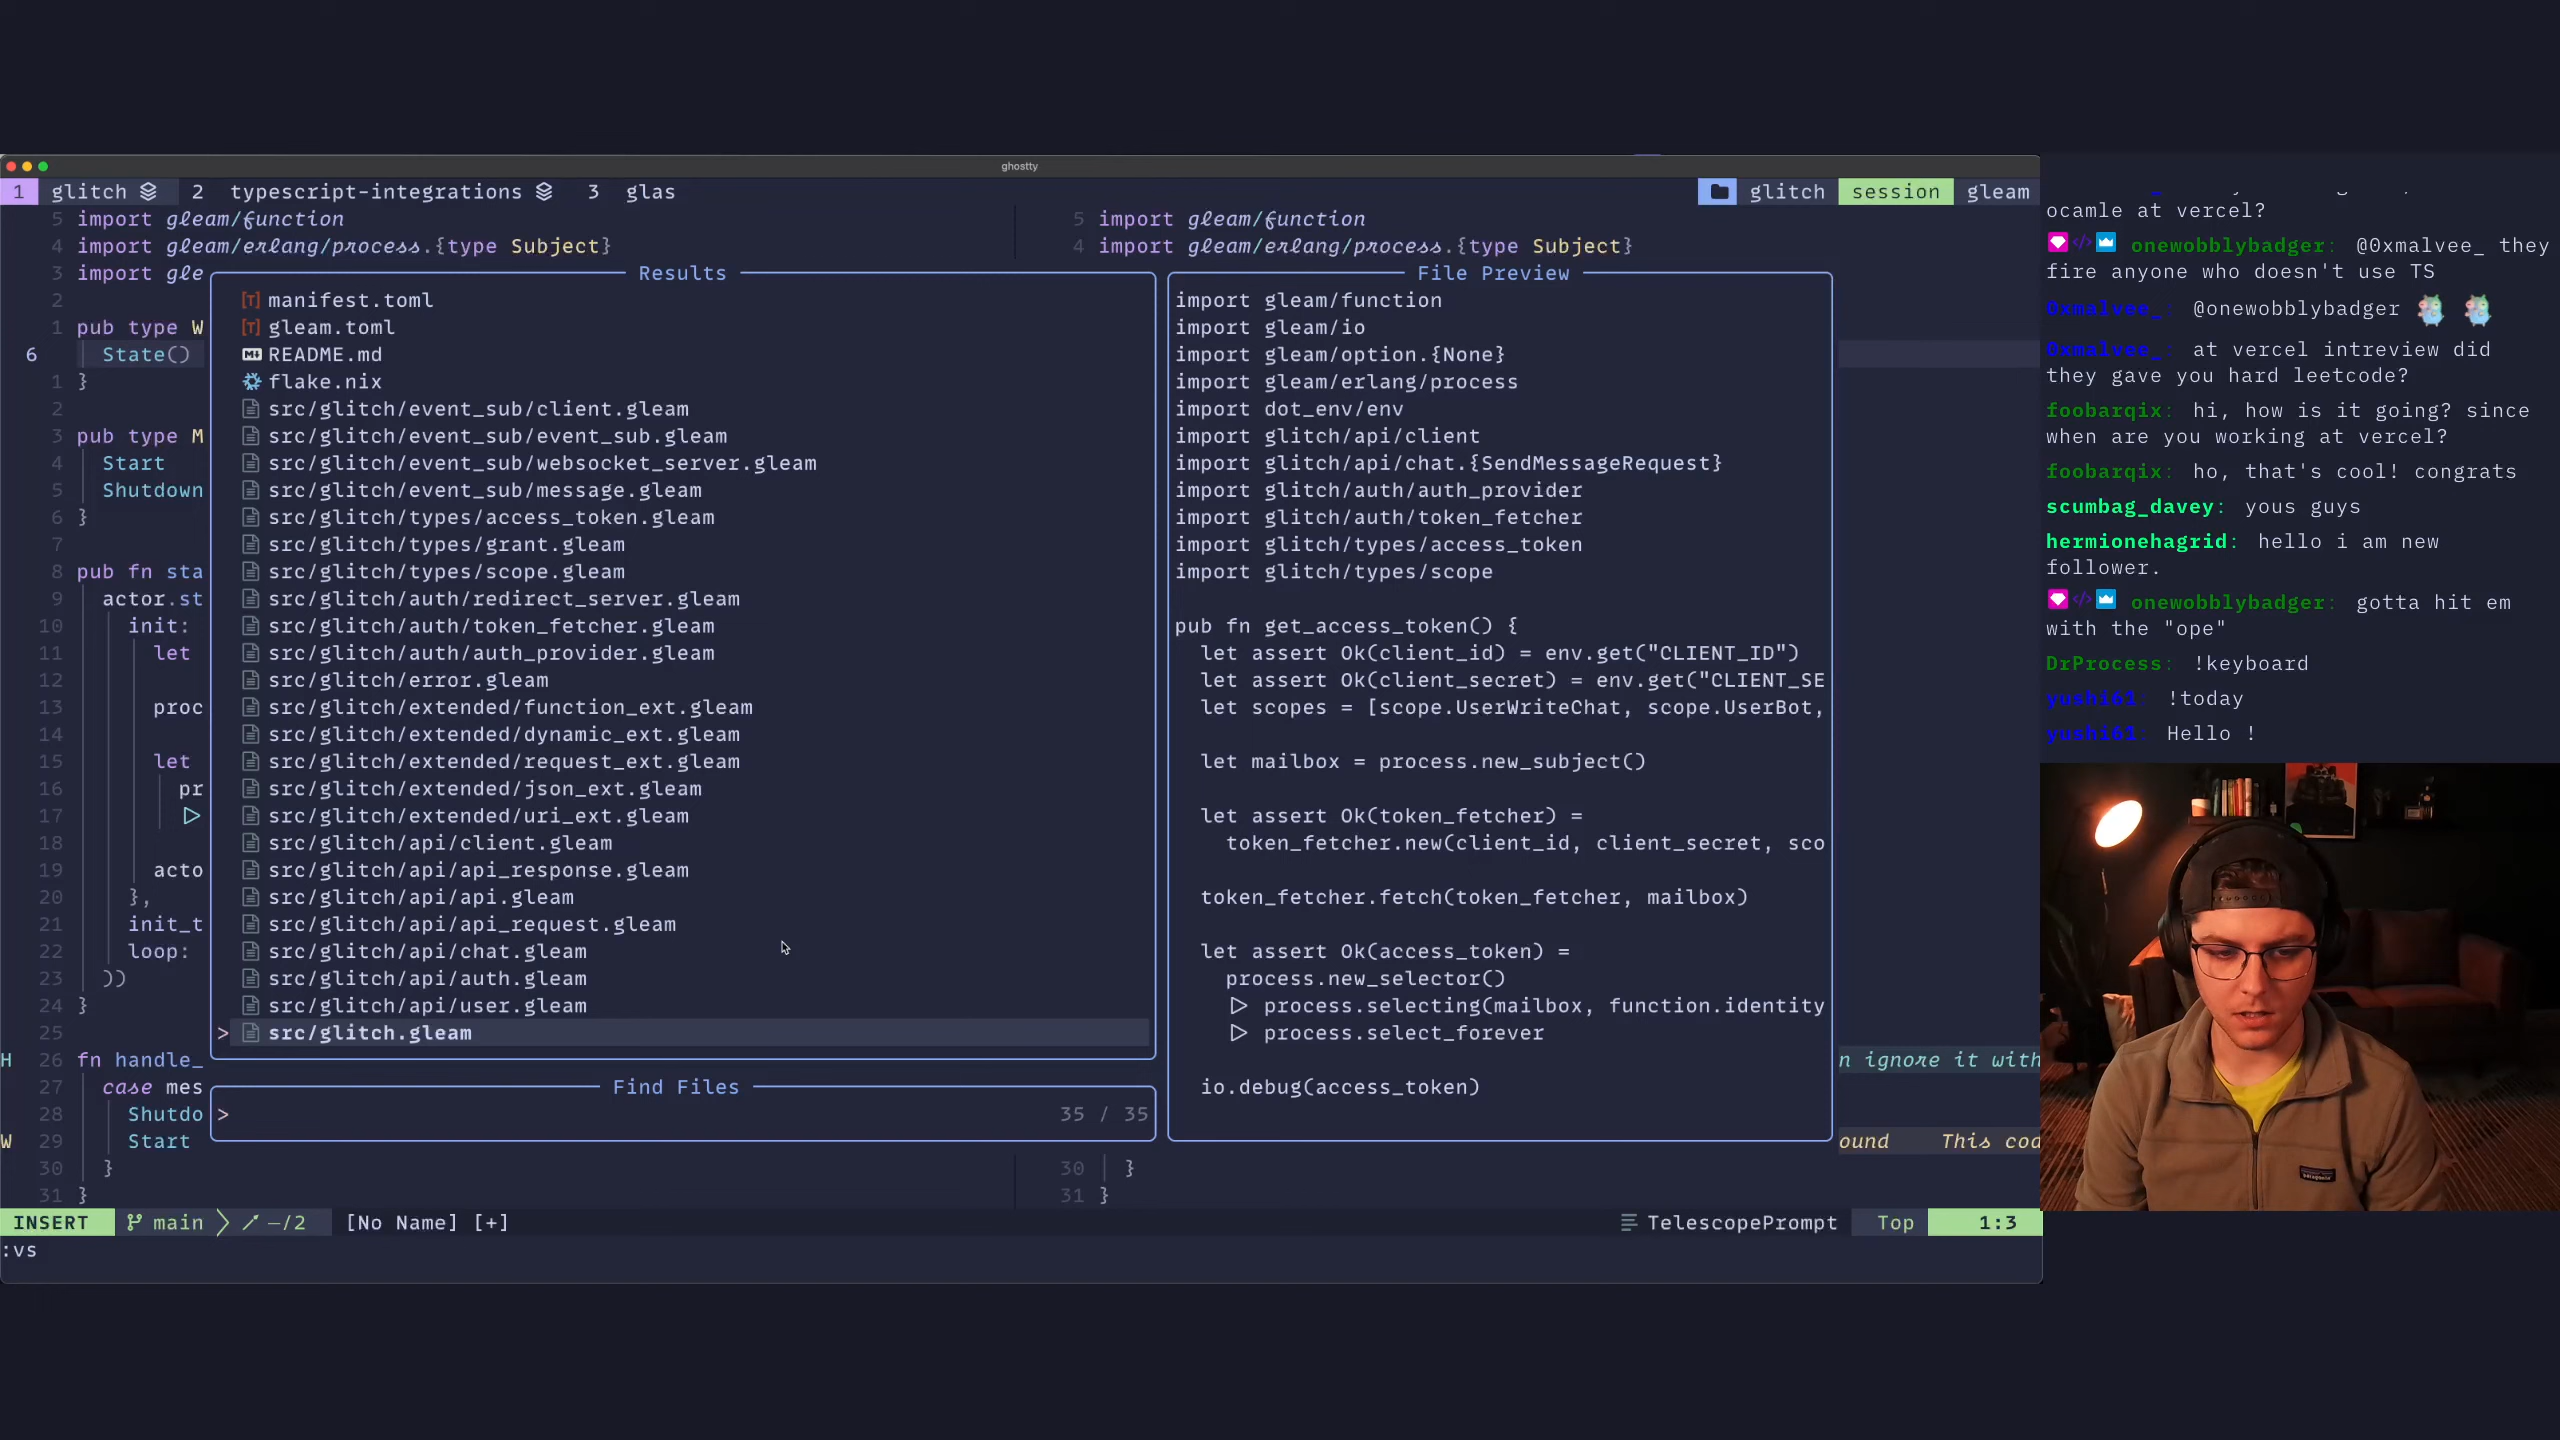 ghostty
1 glitch 2 typescript-integrations 3 glas
glitch session gleam
5 import gleam/function
4 import gleam/erlang/process.{type Subject}
3 import gle
2
1 pub type W
6 State()
1 }
2
3 pub type M
4 Start
5 Shutdown
6 }
7
8 pub fn sta
9 actor.st
10 init:
11 let
12
13 proc
14
15 let
16 pr
17 ▷
18
19 acto
20 },
21 init_t
22 loop:
23 ))
24 }
25
H 26 fn handle_
27 case mes
28 Shutdo
W 29 Start
30 }
31 }
Results
manifest.toml
gleam.toml
README.md
flake.nix
src/glitch/event_sub/client.gleam
src/glitch/event_sub/event_sub.gleam
src/glitch/event_sub/websocket_server.gleam
src/glitch/event_sub/message.gleam
src/glitch/types/access_token.gleam
src/glitch/types/grant.gleam
src/glitch/types/scope.gleam
src/glitch/auth/redirect_server.gleam
src/glitch/auth/token_fetcher.gleam
src/glitch/auth/auth_provider.gleam
src/glitch/error.gleam
src/glitch/extended/function_ext.gleam
src/glitch/extended/dynamic_ext.gleam
src/glitch/extended/request_ext.gleam
src/glitch/extended/json_ext.gleam
src/glitch/extended/uri_ext.gleam
src/glitch/api/client.gleam
src/glitch/api/api_response.gleam
src/glitch/api/api.gleam
src/glitch/api/api_request.gleam
src/glitch/api/chat.gleam
src/glitch/api/auth.gleam
src/glitch/api/user.gleam
> src/glitch.gleam
Find Files
> 35 / 35
5 import gleam/function
4 import gleam/erlang/process.{type Subject}
File Preview
import gleam/function
import gleam/io
import gleam/option.{None}
import gleam/erlang/process
import dot_env/env
import glitch/api/client
import glitch/api/chat.{SendMessageRequest}
import glitch/auth/auth_provider
import glitch/auth/token_fetcher
import glitch/types/access_token
import glitch/types/scope
pub fn get_access_token() {
let assert Ok(client_id) = env.get("CLIENT_ID")
let assert Ok(client_secret) = env.get("CLIENT_SE
let scopes = [scope.UserWriteChat, scope.UserBot,
let mailbox = process.new_subject()
let assert Ok(token_fetcher) =
token_fetcher.new(client_id, client_secret, sco
token_fetcher.fetch(token_fetcher, mailbox)
let assert Ok(access_token) =
process.new_selector()
▷ process.selecting(mailbox, function.identity
▷ process.select_forever
io.debug(access_token)
n ignore it with
ound This cod
30 }
31 }
INSERT main —/2 [No Name] [+] TelescopePrompt Top 1:3
:vs
ocamle at vercel?
onewobblybadger: @0xmalvee_ they
fire anyone who doesn't use TS
0xmalvee_: @onewobblybadger
0xmalvee_: at vercel intreview did
they gave you hard leetcode?
foobarqix: hi, how is it going? since
when are you working at vercel?
foobarqix: ho, that's cool! congrats
scumbag_davey: yous guys
hermionehagrid: hello i am new
follower.
onewobblybadger: gotta hit em
with the "ope"
DrProcess: !keyboard
yushi61: !today
yushi61: Hello !